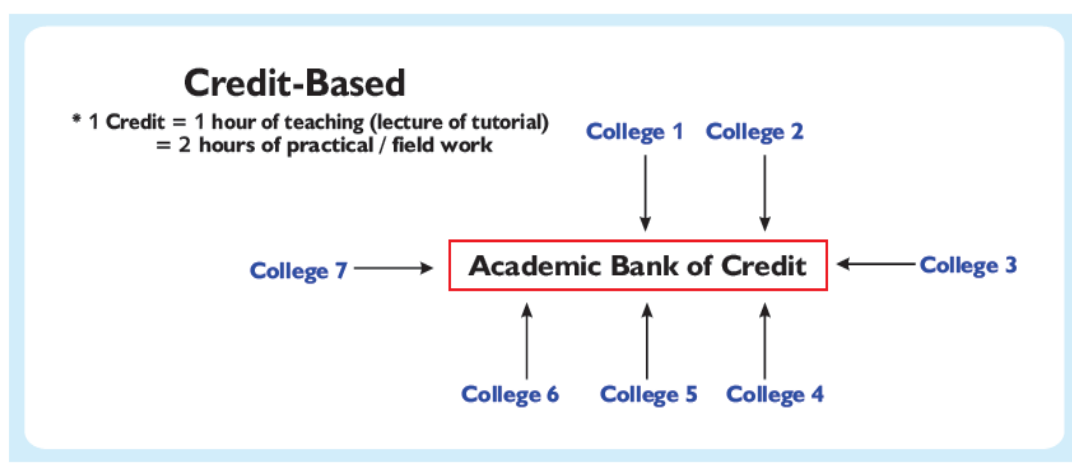 Credit-Based
* 1 Credit = 1 hour of teaching (lecture of tutorial)
= 2 hours of practical / field work
College 1 College 2
College 7 Academic Bank of Credit College 3
College 6 College 5 College 4